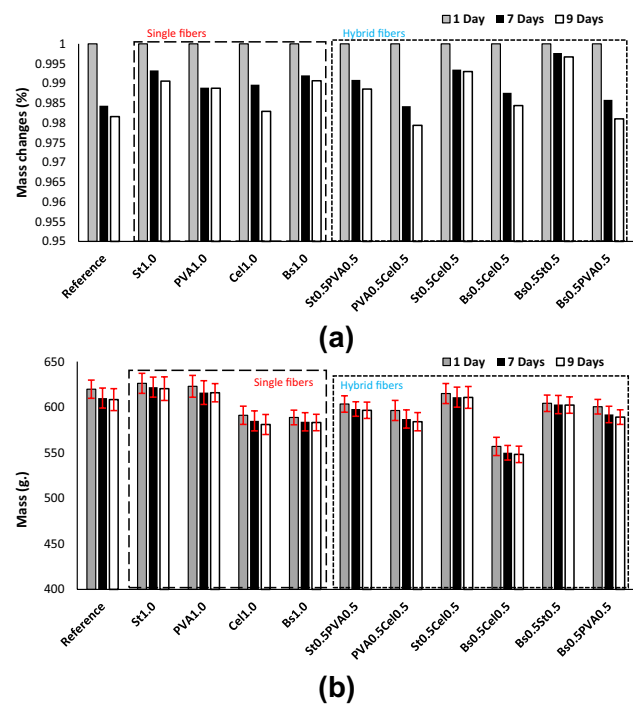 (a)
Single fibers
Hybrid fibers
1 Day 7 Days 9 Days
Mass changes (%)
1
0.995
0.99
0.985
0.98
0.975
0.97
0.965
0.96
0.955
0.95
Reference
St1.0
PVA1.0
Cel1.0
Bs1.0
St0.5PVA0.5
PVA0.5Cel0.5
St0.5Cel0.5
Bs0.5Cel0.5
Bs0.5St0.5
Bs0.5PVA0.5
(a)
1 Day 7 Days 9 Days
Single fibers
Hybrid fibers
Mass (g.)
650
600
550
500
450
400
Reference
St1.0
PVA1.0
Cel1.0
Bs1.0
St0.5PVA0.5
PVA0.5Cel0.5
St0.5Cel0.5
Bs0.5Cel0.5
Bs0.5St0.5
Bs0.5PVA0.5
(b)